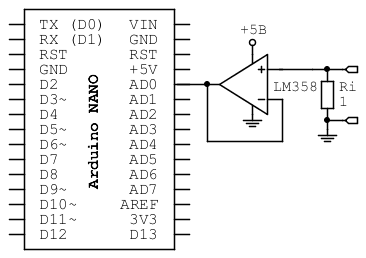 +5В
TX (D0) VIN
RX (D1) GND
RST RST
GND +5V
D2 AD0
D3~ AD1
D4 AD2
D5~ AD3
D6~ AD4
D7 AD5
D8 AD6
D9~ AD7
D10~ AREF
D11~ 3V3
D12 D13
Arduino NANO
+
−
LM358
Ri
1